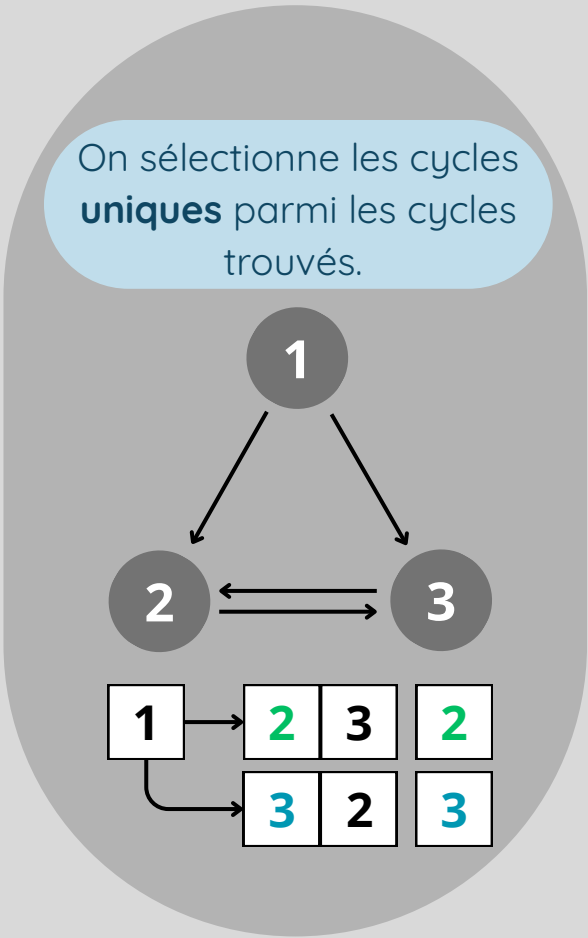 On sélectionne les cycles
uniques parmi les cycles
trouvés.
1
2 3
1 2 3 2
3 2 3